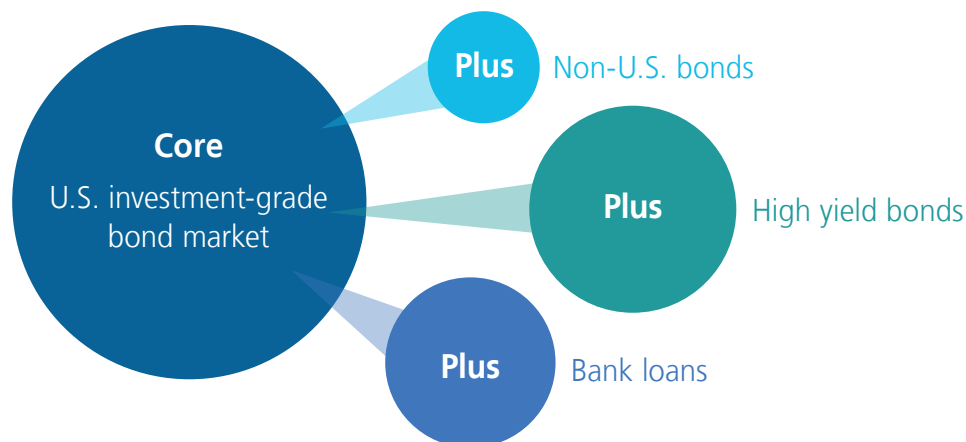 Core
U.S. investment-grade
bond market
Plus
Non-U.S. bonds
Plus
High yield bonds
Plus
Bank loans